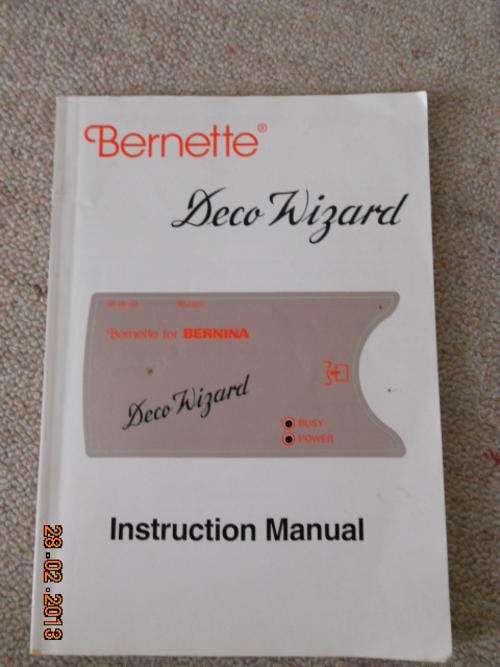 Bernette®
Deco Wizard
Bernette for BERNINA
Deco Wizard
BUSY
POWER
Instruction Manual
28.02.2013